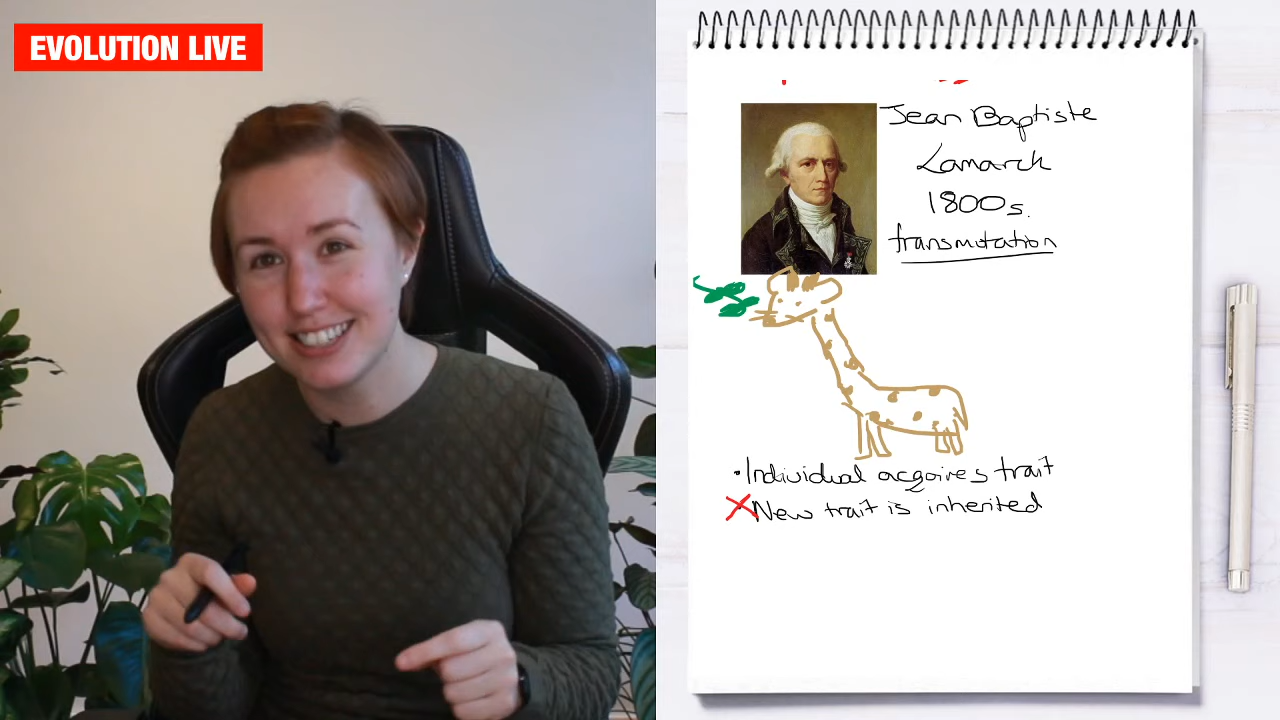 EVOLUTION LIVE
Jean Baptiste
Lamarck
1800s.
transmutation
• Individual acquires trait
X New trait is inherited